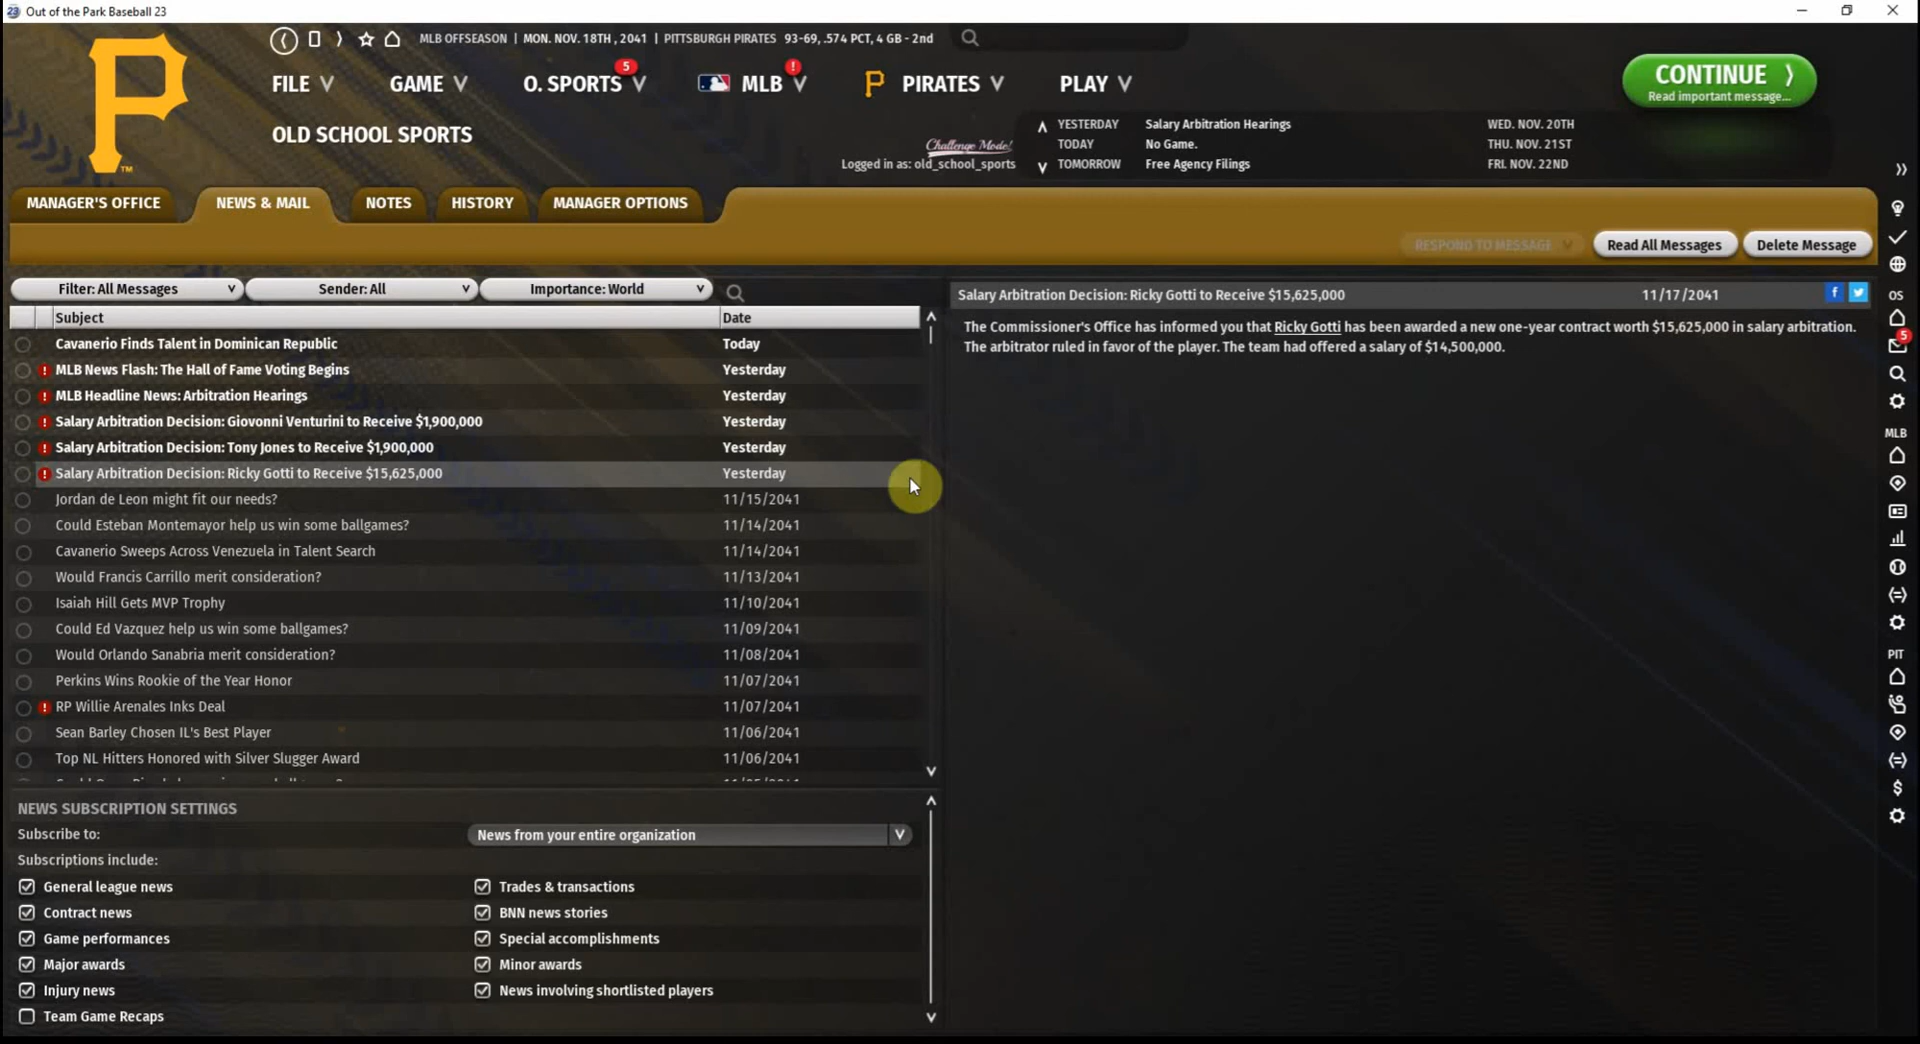 23 Out of the Park Baseball 23
MLB OFFSEASON | MON. NOV. 18TH , 2041 | PITTSBURGH PIRATES 93-69, .574 PCT, 4 GB - 2nd
P
TM
FILE
GAME
O. SPORTS
5
MLB
!
P PIRATES
PLAY
CONTINUE
Read important message...
OLD SCHOOL SPORTS
Challenge Mode!
Logged in as: old_school_sports
YESTERDAY Salary Arbitration Hearings WED. NOV. 20TH
TODAY No Game. THU. NOV. 21ST
TOMORROW Free Agency Filings FRI. NOV. 22ND
MANAGER'S OFFICE
NEWS & MAIL
NOTES
HISTORY
MANAGER OPTIONS
RESPOND TO MESSAGE
Read All Messages
Delete Message
Filter: All Messages
Sender: All
Importance: World
Subject Date
Cavanerio Finds Talent in Dominican Republic Today
! MLB News Flash: The Hall of Fame Voting Begins Yesterday
! MLB Headline News: Arbitration Hearings Yesterday
! Salary Arbitration Decision: Giovonni Venturini to Receive $1,900,000 Yesterday
! Salary Arbitration Decision: Tony Jones to Receive $1,900,000 Yesterday
! Salary Arbitration Decision: Ricky Gotti to Receive $15,625,000 Yesterday
Jordan de Leon might fit our needs? 11/15/2041
Could Esteban Montemayor help us win some ballgames? 11/14/2041
Cavanerio Sweeps Across Venezuela in Talent Search 11/14/2041
Would Francis Carrillo merit consideration? 11/13/2041
Isaiah Hill Gets MVP Trophy 11/10/2041
Could Ed Vazquez help us win some ballgames? 11/09/2041
Would Orlando Sanabria merit consideration? 11/08/2041
Perkins Wins Rookie of the Year Honor 11/07/2041
! RP Willie Arenales Inks Deal 11/07/2041
Sean Barley Chosen IL's Best Player 11/06/2041
Top NL Hitters Honored with Silver Slugger Award 11/06/2041
Salary Arbitration Decision: Ricky Gotti to Receive $15,625,000 11/17/2041
The Commissioner's Office has informed you that Ricky Gotti has been awarded a new one-year contract worth $15,625,000 in salary arbitration.
The arbitrator ruled in favor of the player. The team had offered a salary of $14,500,000.
NEWS SUBSCRIPTION SETTINGS
Subscribe to: News from your entire organization
Subscriptions include:
General league news
Trades & transactions
Contract news
BNN news stories
Game performances
Special accomplishments
Major awards
Minor awards
Injury news
News involving shortlisted players
Team Game Recaps
OS
5
MLB
PIT
$